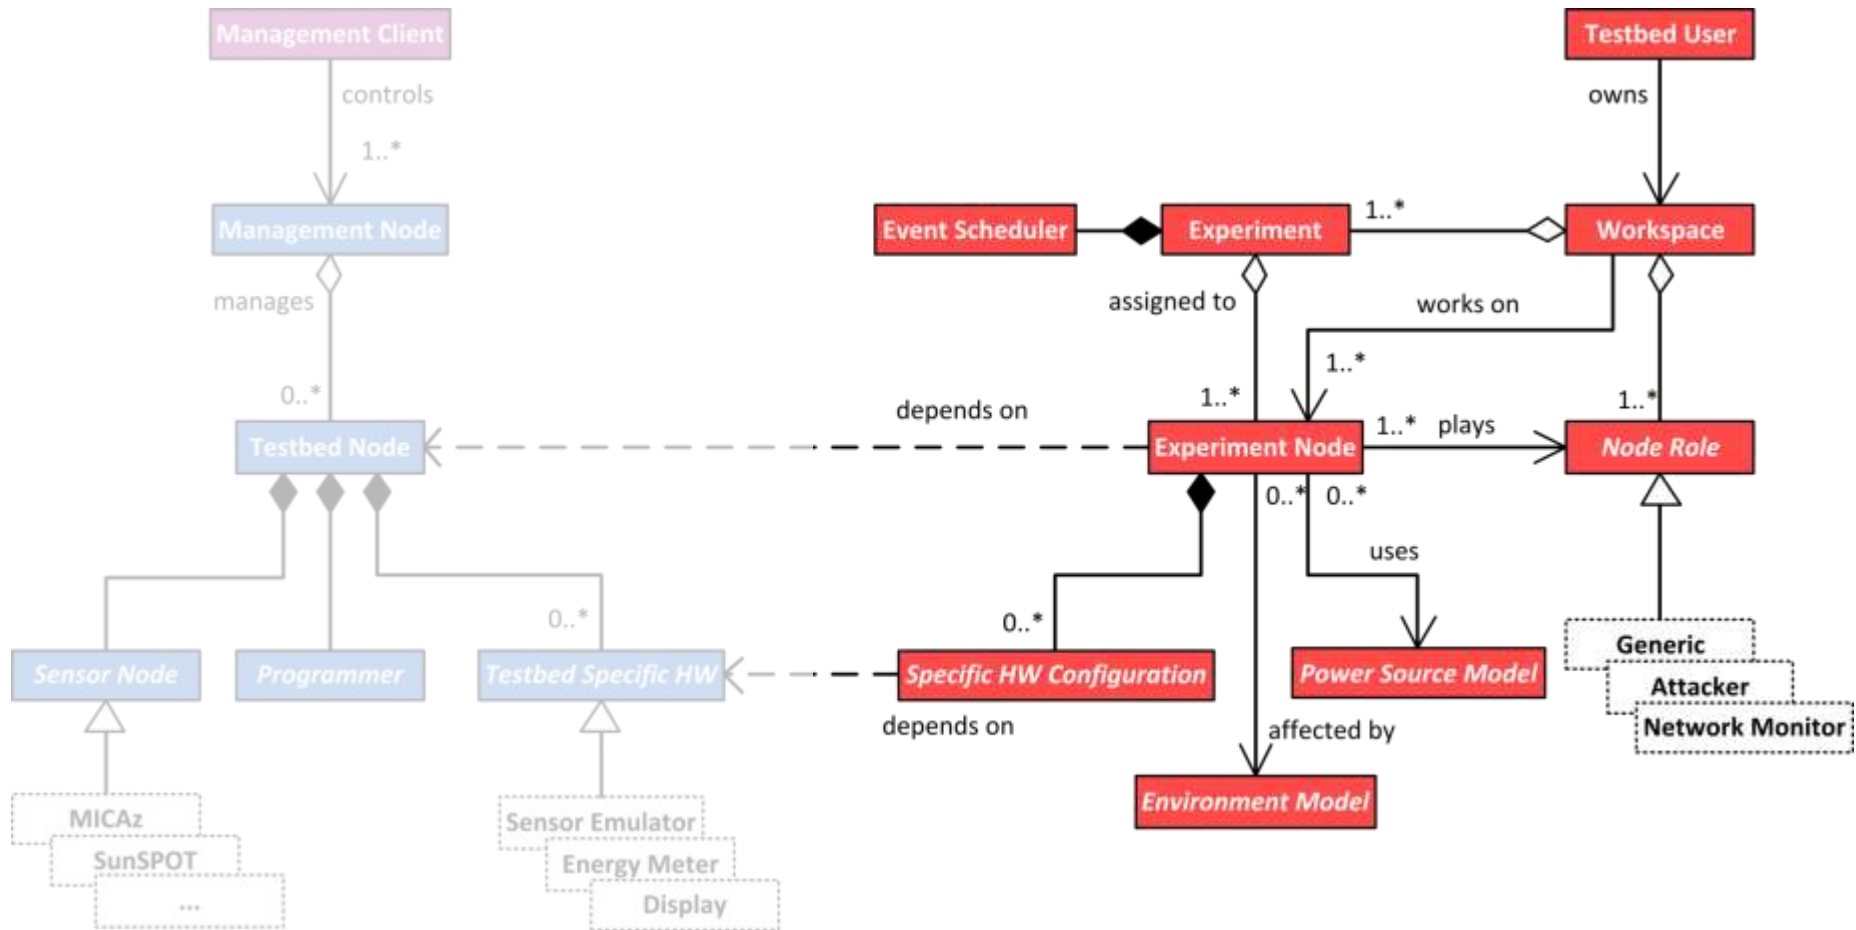 Management Client
Testbed User
controls
owns
1..*
Management Node
Event Scheduler
Experiment
1..*
Workspace
manages
assigned to
works on
0..*
1..*
1..*
1..*
depends on
Testbed Node
Experiment Node
1..* plays
Node Role
0..*
0..*
uses
0..*
0..*
Sensor Node
Programmer
Testbed Specific HW
Specific HW Configuration
Power Source Model
Generic
Attacker
Network Monitor
depends on
affected by
Environment Model
MICAz
SunSPOT
...
Sensor Emulator
Energy Meter
Display